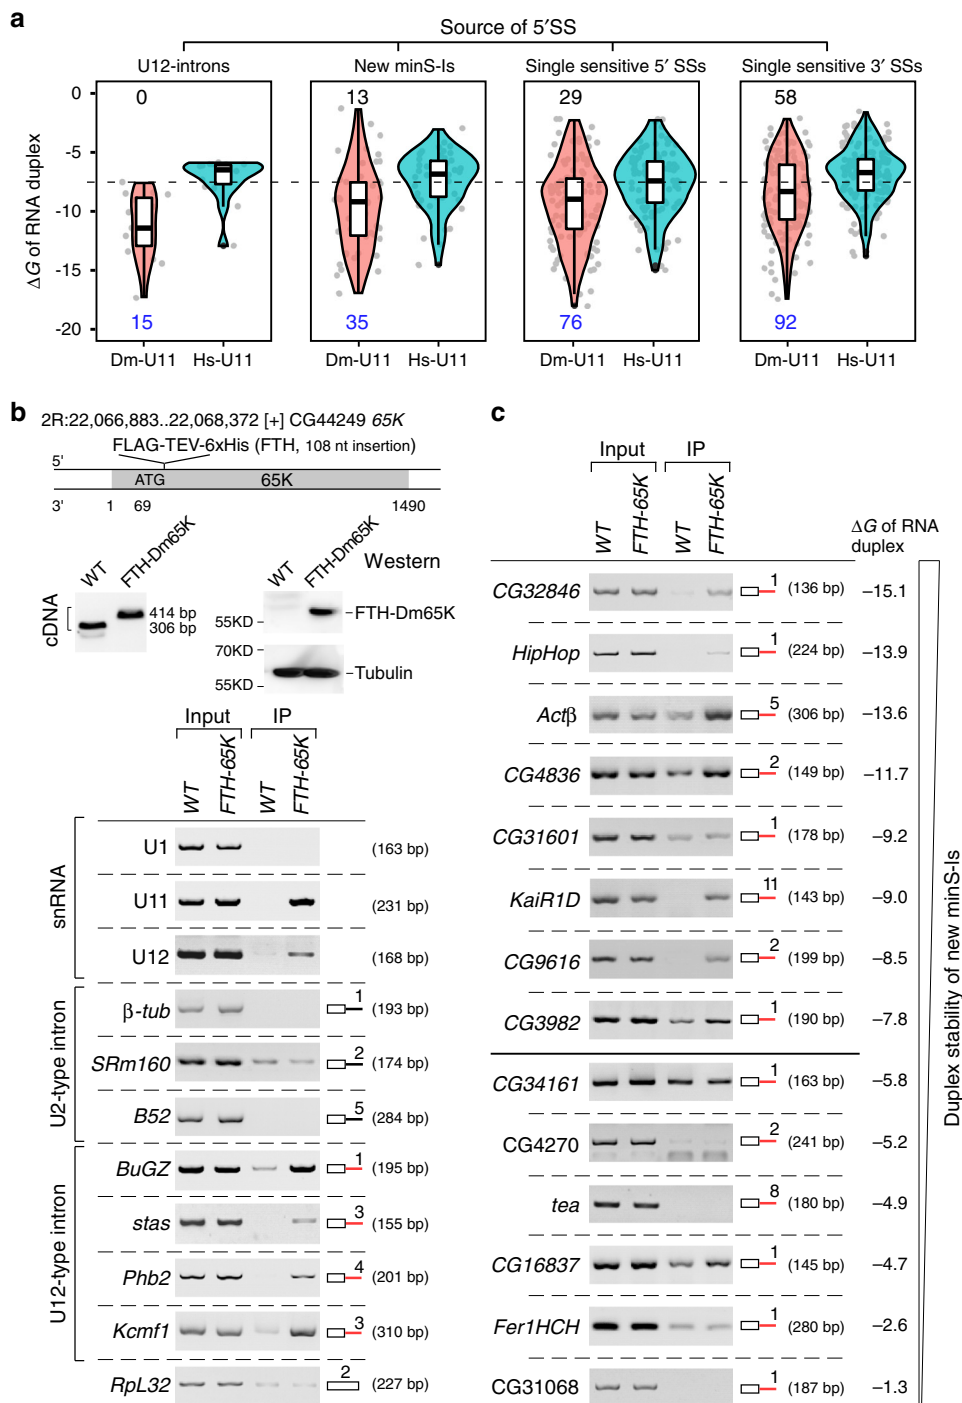 a
Source of 5′SS
U12-introns
New minS-Is
Single sensitive 5′ SSs
Single sensitive 3′ SSs
ΔG of RNA duplex
0
-5
-10
-15
-20
0
13
29
58
15
35
76
92
Dm-U11 Hs-U11
Dm-U11 Hs-U11
Dm-U11 Hs-U11
Dm-U11 Hs-U11
b
2R:22,066,883..22,068,372 [+] CG44249 65K
FLAG-TEV-6xHis (FTH, 108 nt insertion)
5'
ATG 65K
3' 1 69 1490
WT FTH-Dm65K
cDNA
414 bp
306 bp
WT FTH-Dm65K
Western
55KD
FTH-Dm65K
70KD
Tubulin
55KD
Input IP
WT FTH-65K WT FTH-65K
snRNA
U1 (163 bp)
U11 (231 bp)
U12 (168 bp)
U2-type intron
β-tub 1 (193 bp)
SRm160 2 (174 bp)
B52 5 (284 bp)
U12-type intron
BuGZ 1 (195 bp)
stas 3 (155 bp)
Phb2 4 (201 bp)
Kcmf1 3 (310 bp)
RpL32 2 (227 bp)
c
Input IP
WT FTH-65K WT FTH-65K
ΔG of RNA
duplex
CG32846 1 (136 bp) −15.1
HipHop 1 (224 bp) −13.9
Actβ 5 (306 bp) −13.6
CG4836 2 (149 bp) −11.7
CG31601 1 (178 bp) −9.2
KaiR1D 11 (143 bp) −9.0
CG9616 2 (199 bp) −8.5
CG3982 1 (190 bp) −7.8
CG34161 1 (163 bp) −5.8
CG4270 2 (241 bp) −5.2
tea 8 (180 bp) −4.9
CG16837 1 (145 bp) −4.7
Fer1HCH 1 (280 bp) −2.6
CG31068 1 (187 bp) −1.3
Duplex stability of new minS-Is